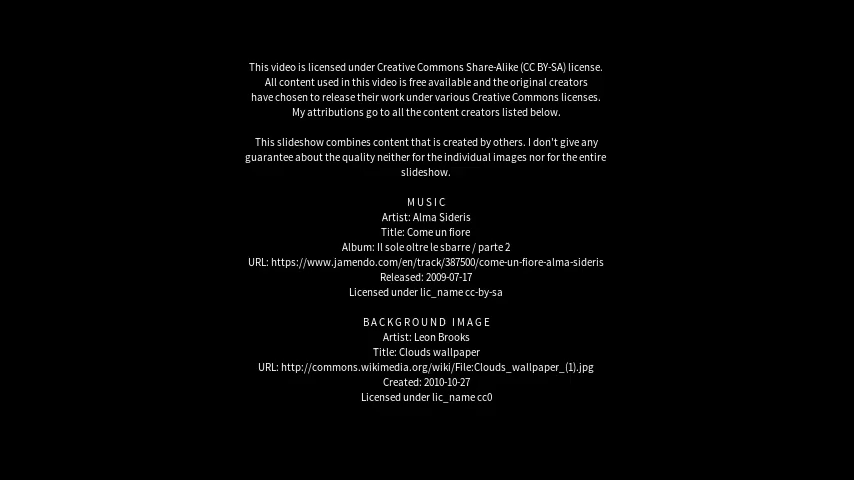 This video is licensed under Creative Commons Share-Alike (CC BY-SA) license.
All content used in this video is free available and the original creators
have chosen to release their work under various Creative Commons licenses.
My attributions go to all the content creators listed below.
This slideshow combines content that is created by others. I don't give any
guarantee about the quality neither for the individual images nor for the entire
slideshow.
M U S I C
Artist: Alma Sideris
Title: Come un fiore
Album: Il sole oltre le sbarre / parte 2
URL: https://www.jamendo.com/en/track/387500/come-un-fiore-alma-sideris
Released: 2009-07-17
Licensed under lic_name cc-by-sa
B A C K G R O U N D   I M A G E
Artist: Leon Brooks
Title: Clouds wallpaper
URL: http://commons.wikimedia.org/wiki/File:Clouds_wallpaper_(1).jpg
Created: 2010-10-27
Licensed under lic_name cc0